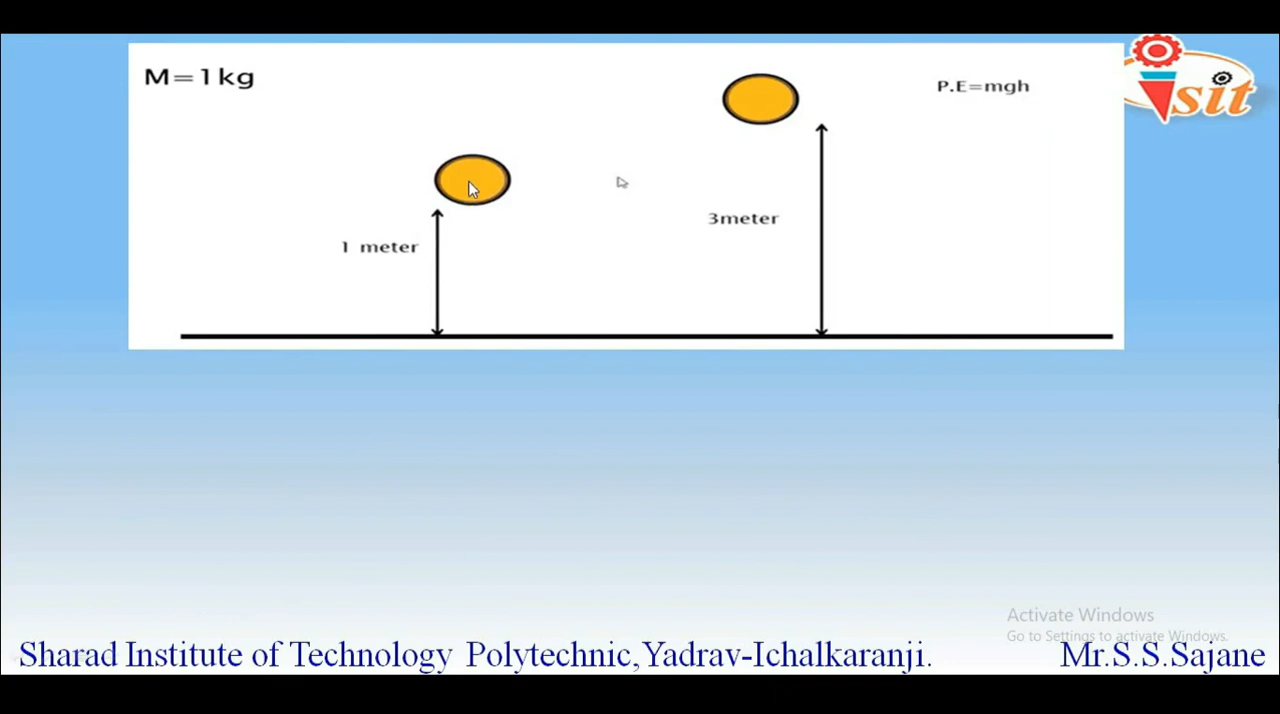 M=1kg
P.E=mgh
sit
1 meter
3meter
Activate Windows
Go to Settings to activate Windows.
Sharad Institute of Technology Polytechnic,Yadrav-Ichalkaranji.
Mr.S.S.Sajane